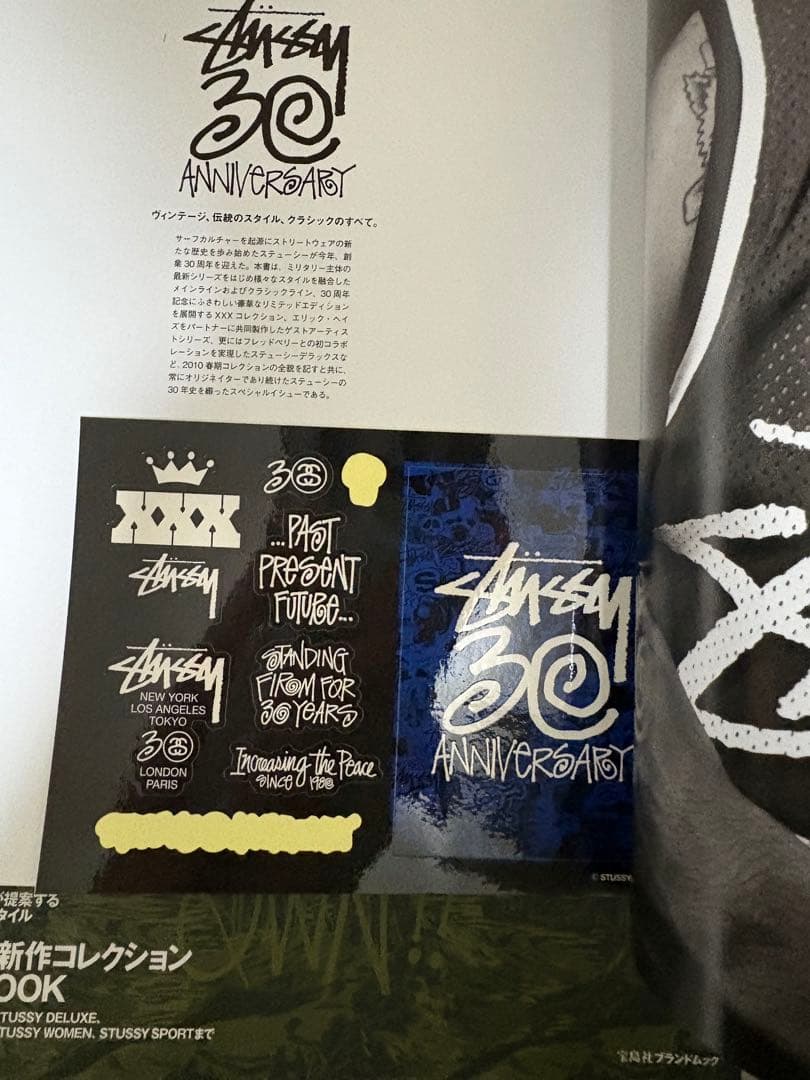 STÜSSY
30
ANNIVERSARY
ヴィンテージ、伝統のスタイル、クラシックのすべて。
サーフカルチャーを起源にストリートウェアの新
たな歴史を歩み始めたステューシーが今年、創
業30周年を迎えた。本書は、ミリタリー主体の
最新シリーズをはじめ様々なスタイルを融合した
メインラインおよびクラシックライン、30周年
記念にふさわしい豪華なリミテッドエディション
を展開するXXXコレクション、エリック・ヘイ
ズをパートナーに共同製作したゲストアーティス
トシリーズ、更にはフレッドペリーとの初コラボ
レーションを実現したステューシーデラックスな
ど、2010春期コレクションの全貌を記すと共に、
常にオリジネイターであり続けたステューシーの
30年史を綴ったスペシャルイシューである。
XXX
STÜSSY
STÜSSY
NEW YORK
LOS ANGELES
TOKYO
30
LONDON
PARIS
30
...PAST
PRESENT
FUTURE...
STANDING
FIRM FOR
30 YEARS
Increasing the Peace
SINCE 1980
STÜSSY
30
ANNIVERSARY
© STUSSY
が提案する
タイル
新作コレクション
OOK
TUSSY DELUXE,
TUSSY WOMEN, STUSSY SPORTまで
宝島社ブランドムック